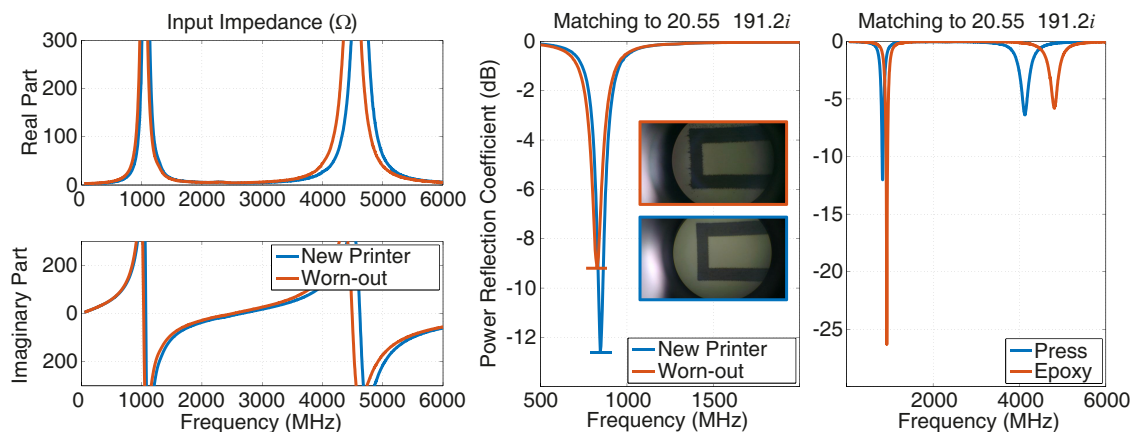 Input Impedance (Ω)
Real Part
300
200
100
0
0 1000 2000 3000 4000 5000 6000
Imaginary Part
200
0
200
New Printer
Worn-out
0 1000 2000 3000 4000 5000 6000
Frequency (MHz)
Matching to 20.55 191.2i
Power Reflection Coefficient (dB)
0
-2
-4
-6
-8
-10
-12
New Printer
Worn-out
500 1000 1500
Frequency (MHz)
Matching to 20.55 191.2i
0
-5
-10
-15
-20
-25
Press
Epoxy
2000 4000 6000
Frequency (MHz)